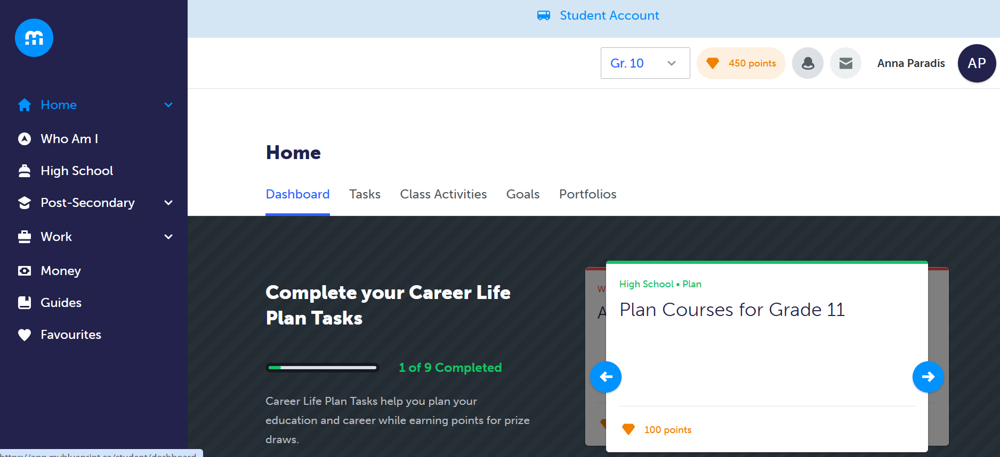 Student Account
Gr. 10
450 points
Anna Paradis
AP
Home
Who Am I
High School
Post-Secondary
Work
Money
Guides
Favourites
Home
Dashboard Tasks Class Activities Goals Portfolios
Complete your Career Life
Plan Tasks
1 of 9 Completed
Career Life Plan Tasks help you plan your
education and career while earning points for prize
draws.
High School • Plan
Plan Courses for Grade 11
100 points
https://app.myblueprint.ca/student/dashboard